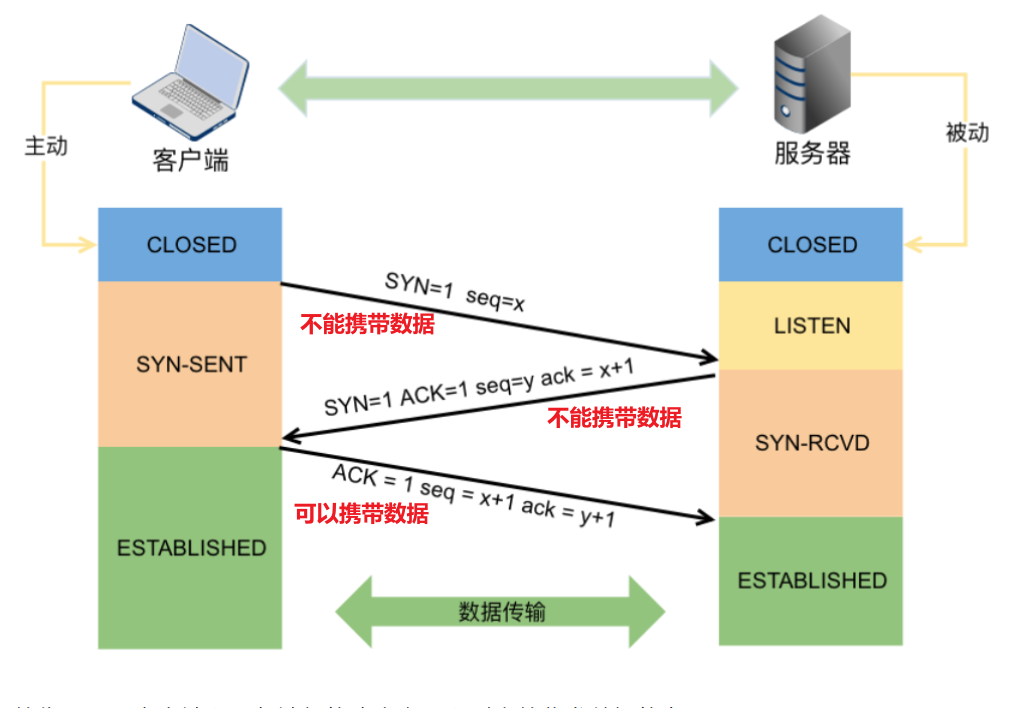 主动
客户端
服务器
被动
CLOSED
CLOSED
SYN=1 seq=x
不能携带数据
LISTEN
SYN-SENT
SYN=1 ACK=1 seq=y ack = x+1
不能携带数据
SYN-RCVD
ACK = 1 seq = x+1 ack = y+1
可以携带数据
ESTABLISHED
ESTABLISHED
数据传输